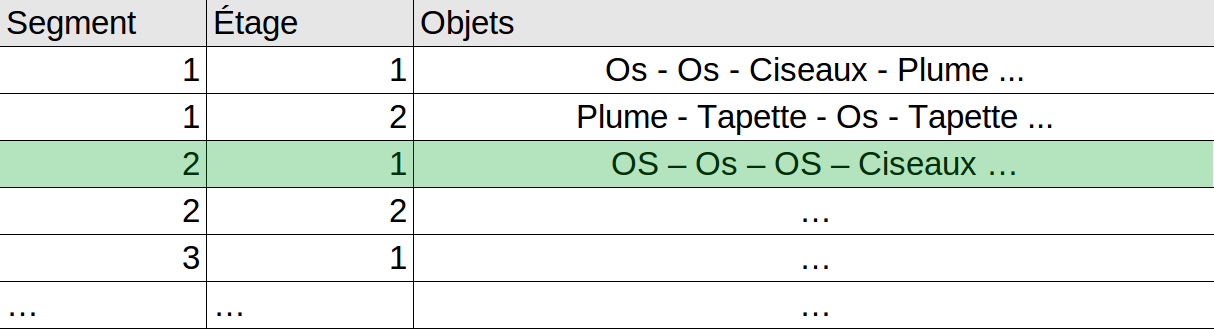 Segment Étage Objets
1 1 Os - Os - Ciseaux - Plume ...
1 2 Plume - Tapette - Os - Tapette ...
2 1 OS – Os – OS – Ciseaux …
2 2 …
3 1 …
… … …